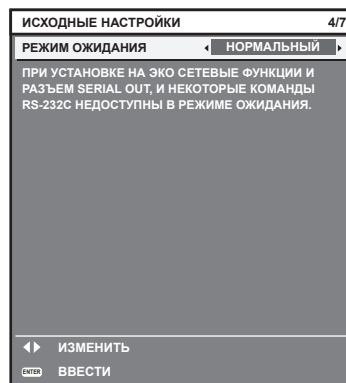 ИСХОДНЫЕ НАСТРОЙКИ 4/7
РЕЖИМ ОЖИДАНИЯ НОРМАЛЬНЫЙ
ПРИ УСТАНОВКЕ НА ЭКО СЕТЕВЫЕ ФУНКЦИИ И
РАЗЪЕМ SERIAL OUT, И НЕКОТОРЫЕ КОМАНДЫ
RS-232C НЕДОСТУПНЫ В РЕЖИМЕ ОЖИДАНИЯ.
ИЗМЕНИТЬ
ENTER ВВЕСТИ